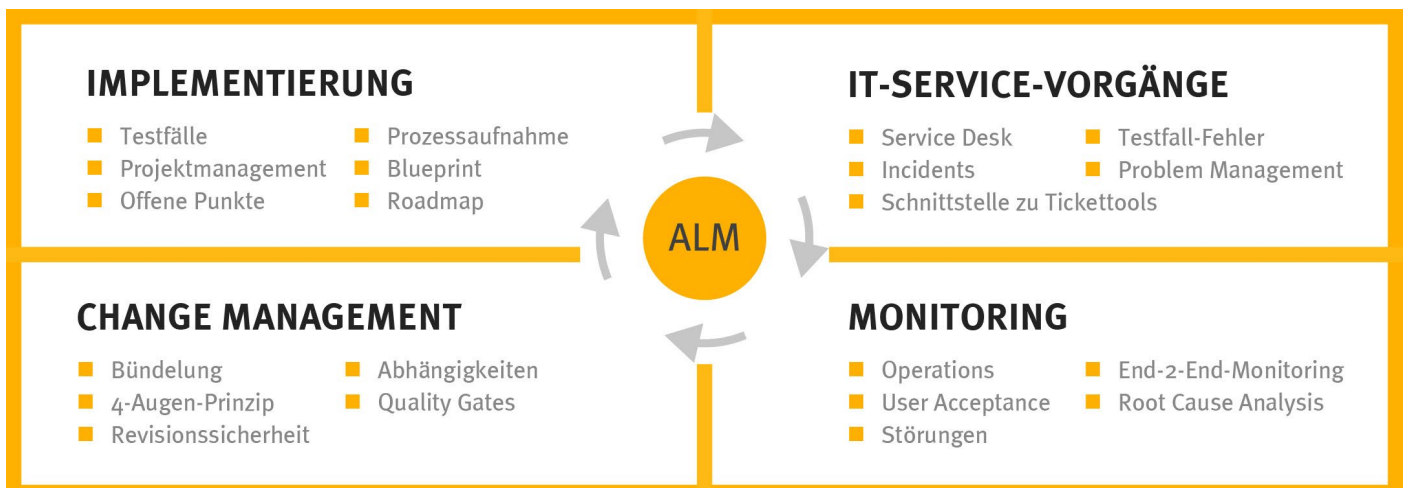 IMPLEMENTIERUNG
Testfälle
Projektmanagement
Offene Punkte
Prozessaufnahme
Blueprint
Roadmap
IT-SERVICE-VORGÄNGE
Service Desk
Incidents
Schnittstelle zu Tickettools
Testfall-Fehler
Problem Management
ALM
CHANGE MANAGEMENT
Bündelung
4-Augen-Prinzip
Revisionssicherheit
Abhängigkeiten
Quality Gates
MONITORING
Operations
User Acceptance
Störungen
End-2-End-Monitoring
Root Cause Analysis